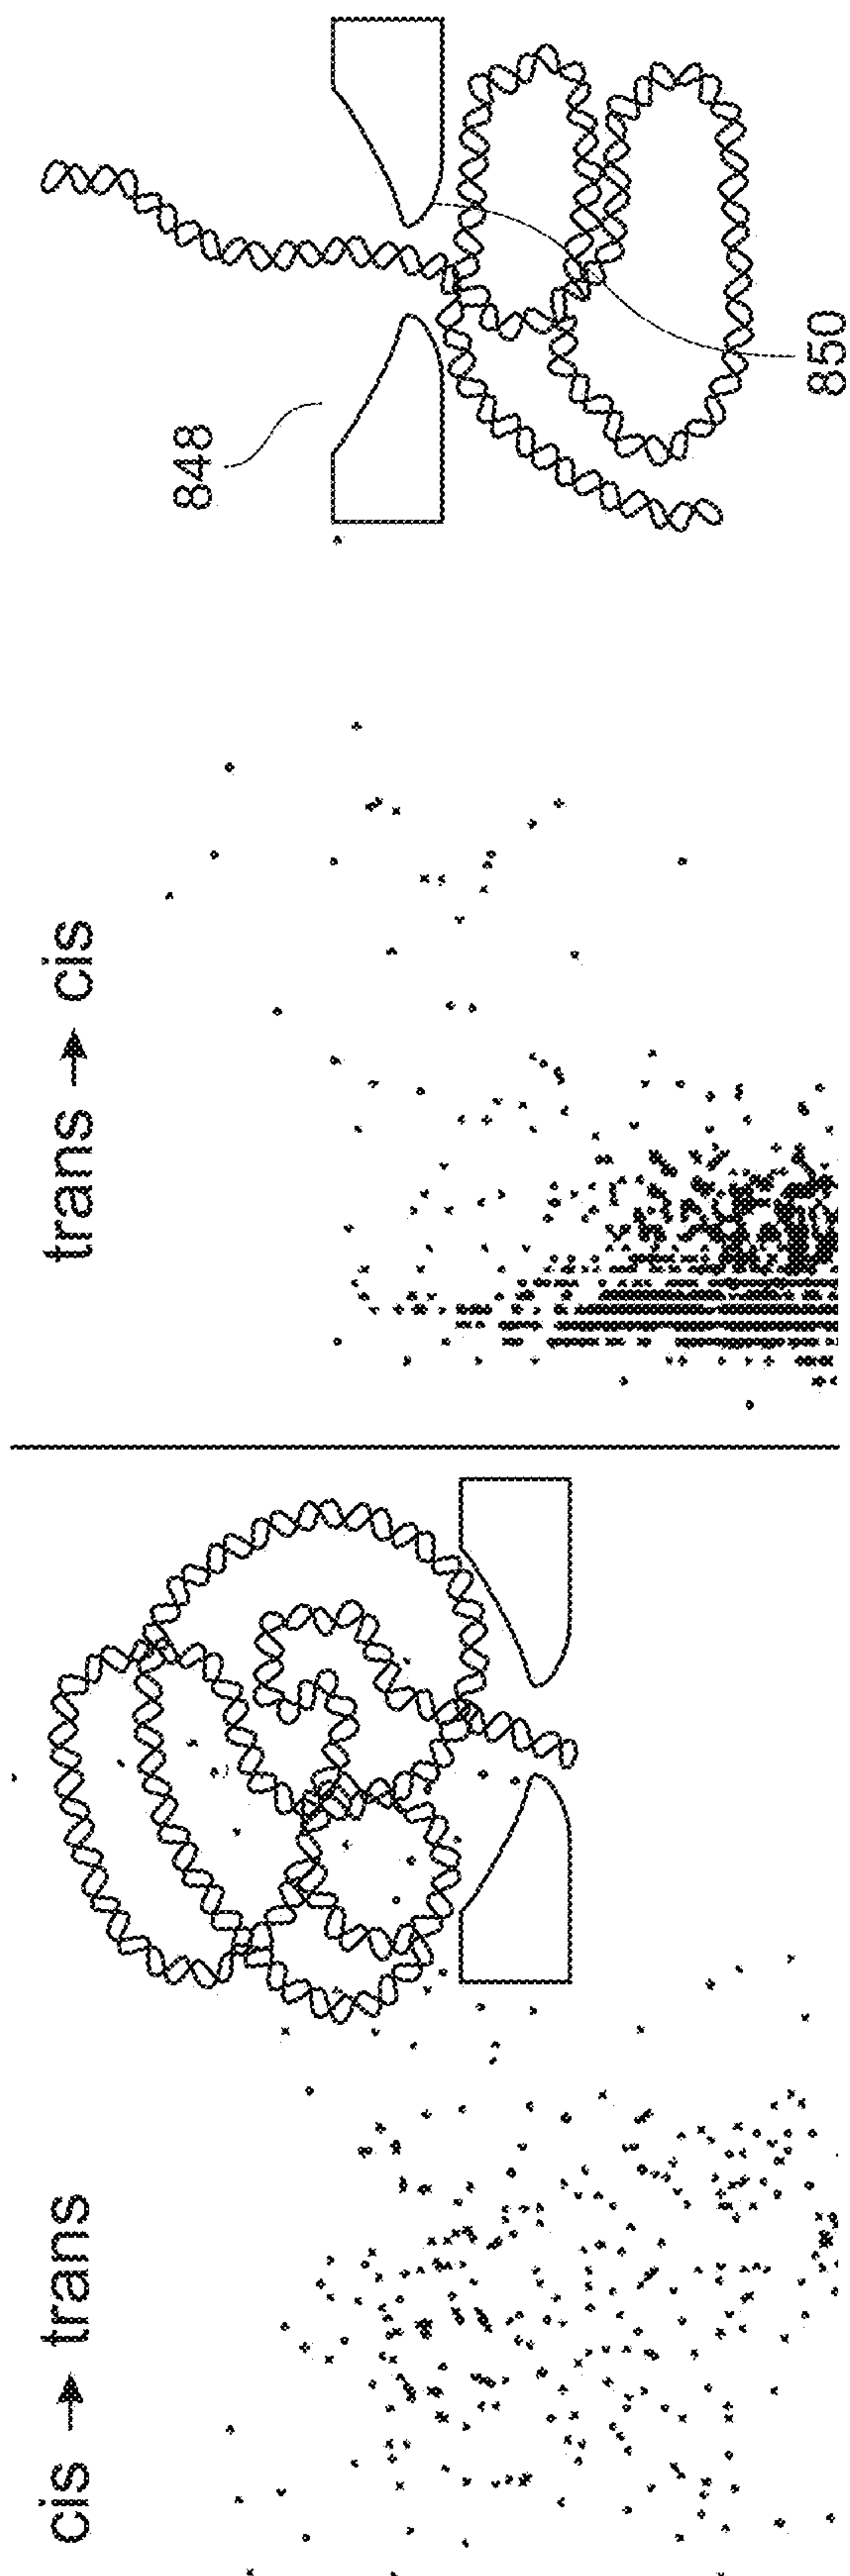 cis → trans
trans → cis
848
850